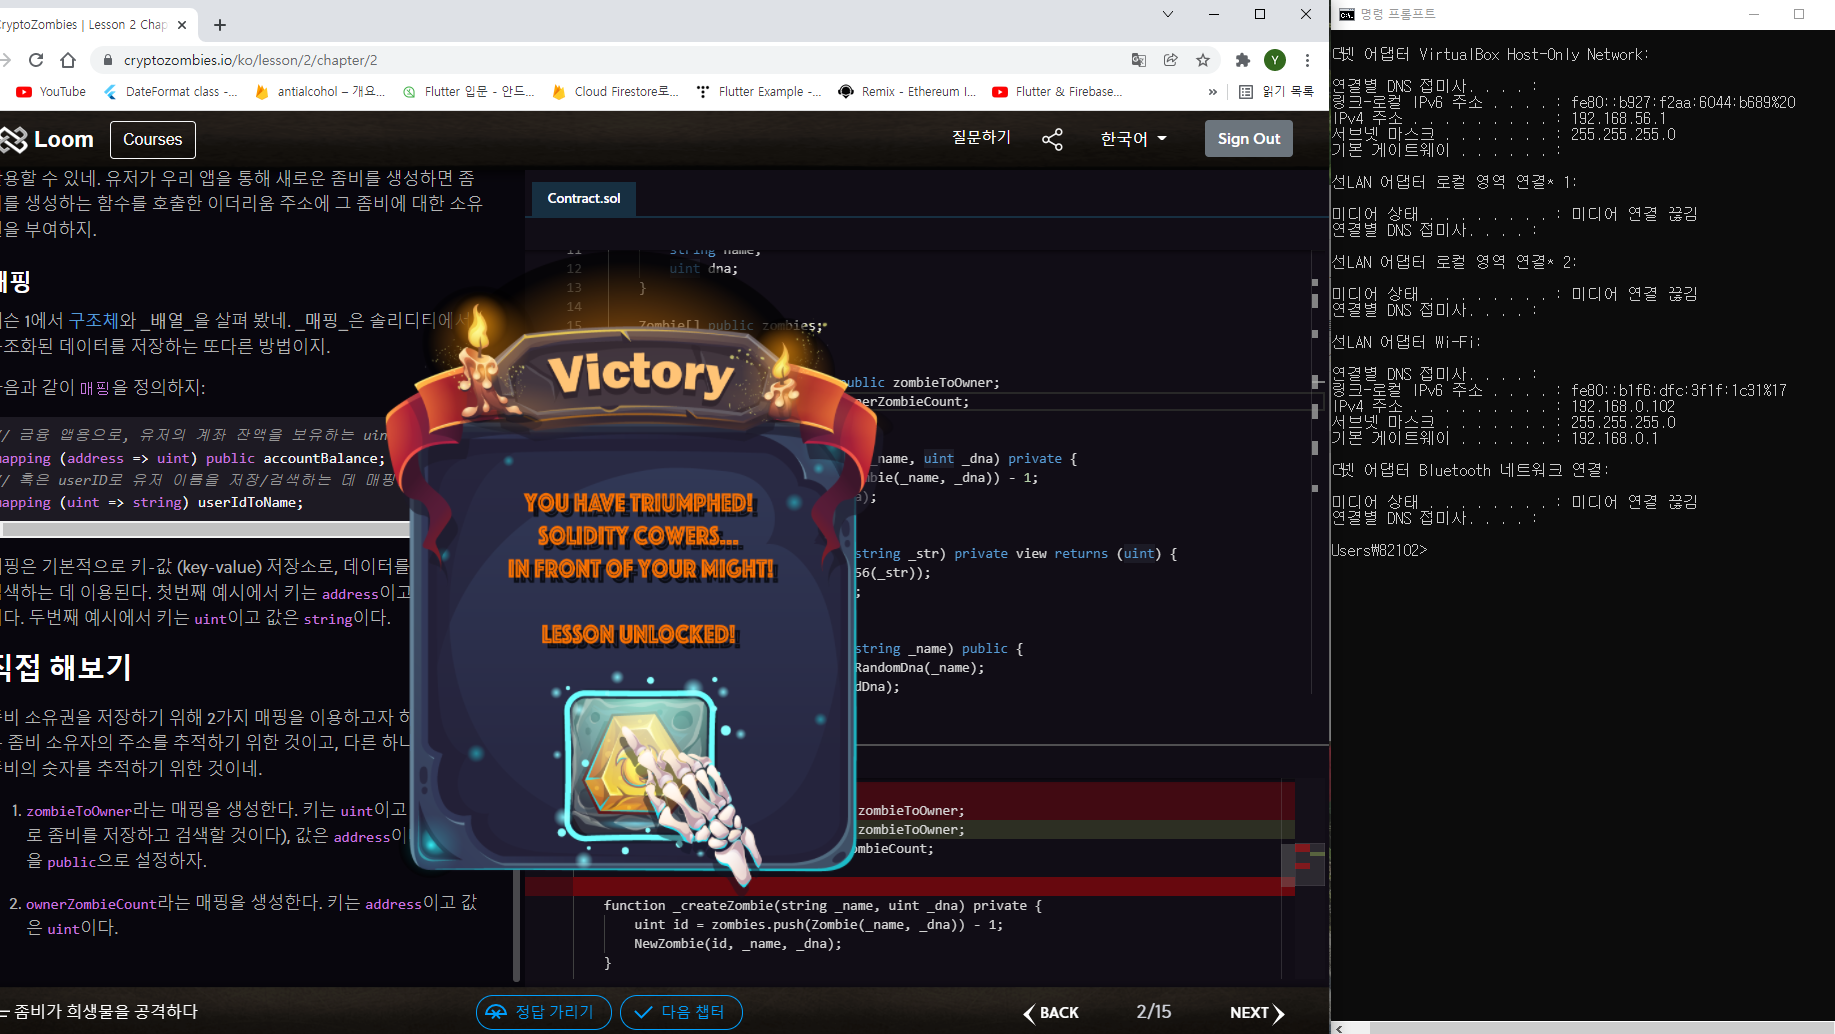 CryptoZombies | Lesson 2 Chap
cryptozombies.io/ko/lesson/2/chapter/2
YouTube
DateFormat class -...
antialcohol – 개요...
Flutter 입문 - 안드...
Cloud Firestore로...
Flutter Example -...
Remix - Ethereum I...
Flutter & Firebase...
»
읽기 목록
Y
Loom
Courses
질문하기
한국어
Sign Out
용할 수 있네. 유저가 우리 앱을 통해 새로운 좀비를 생성하면 좀
를 생성하는 함수를 호출한 이더리움 주소에 그 좀비에 대한 소유
을 부여하지.
매핑
슨 1에서 구조체와 _배열_을 살펴 봤네. _매핑_은 솔리디티에서
조화된 데이터를 저장하는 또다른 방법이지.
음과 같이 매핑을 정의하지:
// 금융 앱용으로, 유저의 계좌 잔액을 보유하는 uin
mapping (address => uint) public accountBalance;
// 혹은 userID로 유저 이름을 저장/검색하는 데 매핑
mapping (uint => string) userIdToName;
핑은 기본적으로 키-값 (key-value) 저장소로, 데이터를
색하는 데 이용된다. 첫번째 예시에서 키는 address이고
다. 두번째 예시에서 키는 uint이고 값은 string이다.
직접 해보기
좀비 소유권을 저장하기 위해 2가지 매핑을 이용하고자 하
좀비 소유자의 주소를 추적하기 위한 것이고, 다른 하나
좀비의 숫자를 추적하기 위한 것이네.
1. zombieToOwner라는 매핑을 생성한다. 키는 uint이고
로 좀비를 저장하고 검색할 것이다), 값은 address이
을 public으로 설정하자.
2. ownerZombieCount라는 매핑을 생성한다. 키는 address이고 값
은 uint이다.
Contract.sol
11 string name;
12 uint dna;
13 }
14
15 Zombie[] public zombies;
public zombieToOwner;
nerZombieCount;
_name, uint _dna) private {
bie(_name, _dna)) - 1;
a);
string _str) private view returns (uint) {
56(_str));
;
string _name) public {
RandomDna(_name);
dDna);
Victory
YOU HAVE TRIUMPHED!
SOLIDITY COWERS...
IN FRONT OF YOUR MIGHT!
LESSON UNLOCKED!
zombieToOwner;
zombieToOwner;
ombieCount;
function _createZombie(string _name, uint _dna) private {
uint id = zombies.push(Zombie(_name, _dna)) - 1;
NewZombie(id, _name, _dna);
}
좀비가 희생물을 공격하다
정답 가리기
다음 챕터
BACK
2/15
NEXT
명령 프롬프트
넷 어댑터 VirtualBox Host-Only Network:
연결별 DNS 접미사. . . . :
링크-로컬 IPv6 주소 . . . . : fe80::b927:f2aa:6044:b689%20
IPv4 주소 . . . . . . . . . : 192.168.56.1
서브넷 마스크 . . . . . . . : 255.255.255.0
기본 게이트웨이 . . . . . . :
선LAN 어댑터 로컬 영역 연결* 1:
미디어 상태 . . . . . . . . : 미디어 연결 끊김
연결별 DNS 접미사. . . . :
선LAN 어댑터 로컬 영역 연결* 2:
미디어 상태 . . . . . . . . : 미디어 연결 끊김
연결별 DNS 접미사. . . . :
선LAN 어댑터 Wi-Fi:
연결별 DNS 접미사. . . . :
링크-로컬 IPv6 주소 . . . . : fe80::b1f6:dfc:3f1f:1c31%17
IPv4 주소 . . . . . . . . . : 192.168.0.102
서브넷 마스크 . . . . . . . : 255.255.255.0
기본 게이트웨이 . . . . . . : 192.168.0.1
넷 어댑터 Bluetooth 네트워크 연결:
미디어 상태 . . . . . . . . : 미디어 연결 끊김
연결별 DNS 접미사. . . . :
Users₩82102>